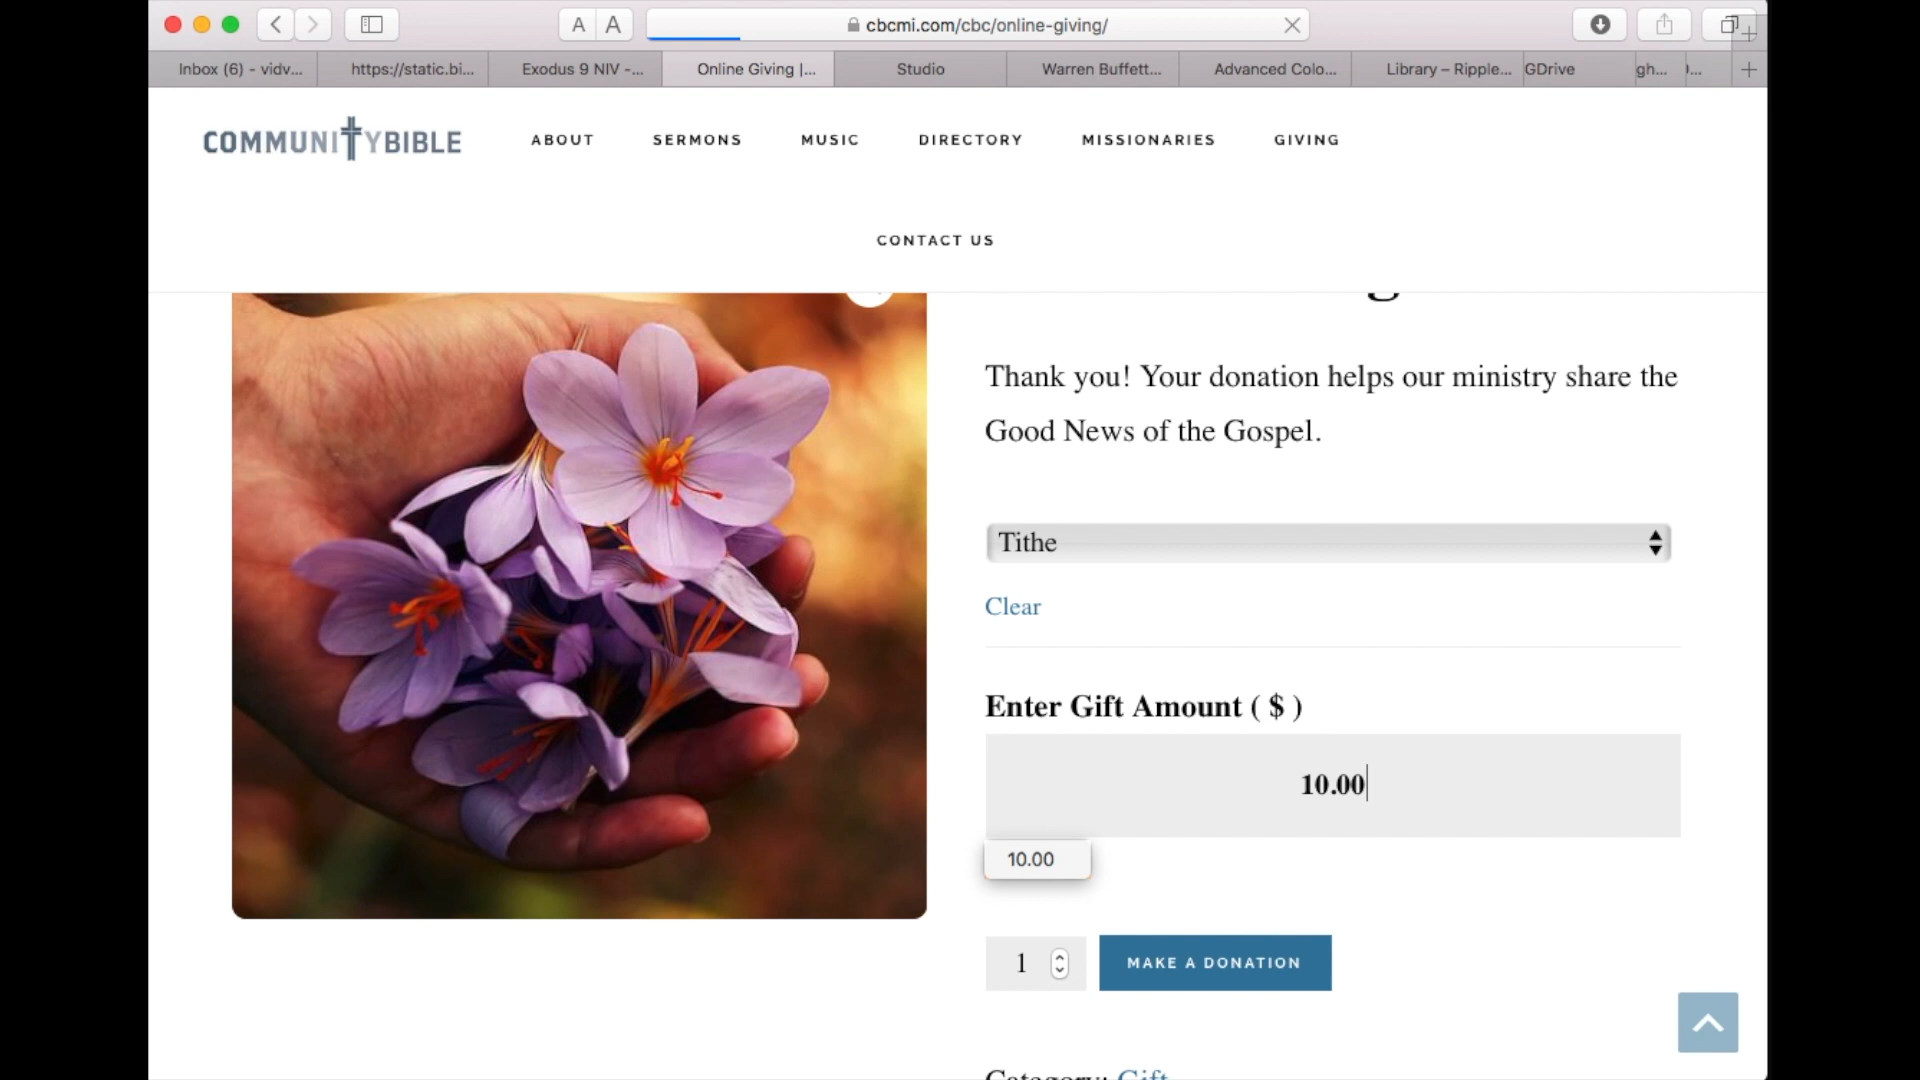 A A
cbcmi.com/cbc/online-giving/
Inbox (6) - vidv...
https://static.bi...
Exodus 9 NIV -...
Online Giving |...
Studio
Warren Buffett...
Advanced Colo...
Library – Ripple...
GDrive
gh...
COMMUNITYBIBLE
ABOUT
SERMONS
MUSIC
DIRECTORY
MISSIONARIES
GIVING
CONTACT US
Thank you! Your donation helps our ministry share the
Good News of the Gospel.
Tithe
Clear
Enter Gift Amount ( $ )
10.00
10.00
1
MAKE A DONATION
Category: Gift